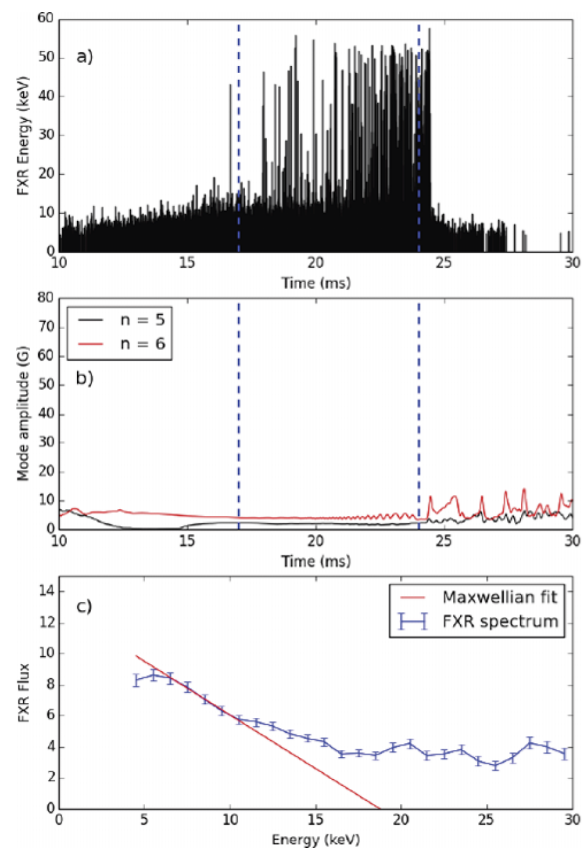 60
50
40
30
20
10
0
FXR Energy (keV)
a)
10 15 20 25 30
Time (ms)
80
70
60
50
40
30
20
10
0
Mode amplitude (G)
n = 5
n = 6
b)
10 15 20 25 30
Time (ms)
14
12
10
8
6
4
2
0
FXR Flux
c)
Maxwellian fit
FXR spectrum
0 5 10 15 20 25 30
Energy (keV)